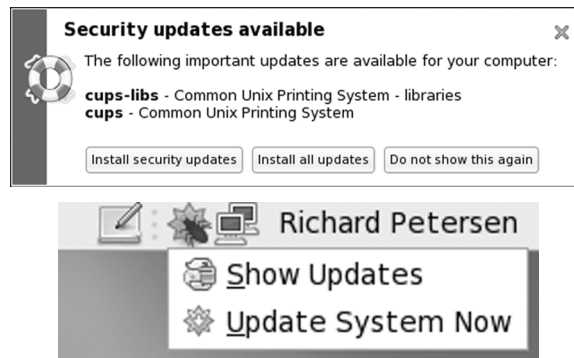 Security updates available
The following important updates are available for your computer:
cups-libs - Common Unix Printing System - libraries
cups - Common Unix Printing System
Install security updates Install all updates Do not show this again
Richard Petersen
Show Updates
Update System Now